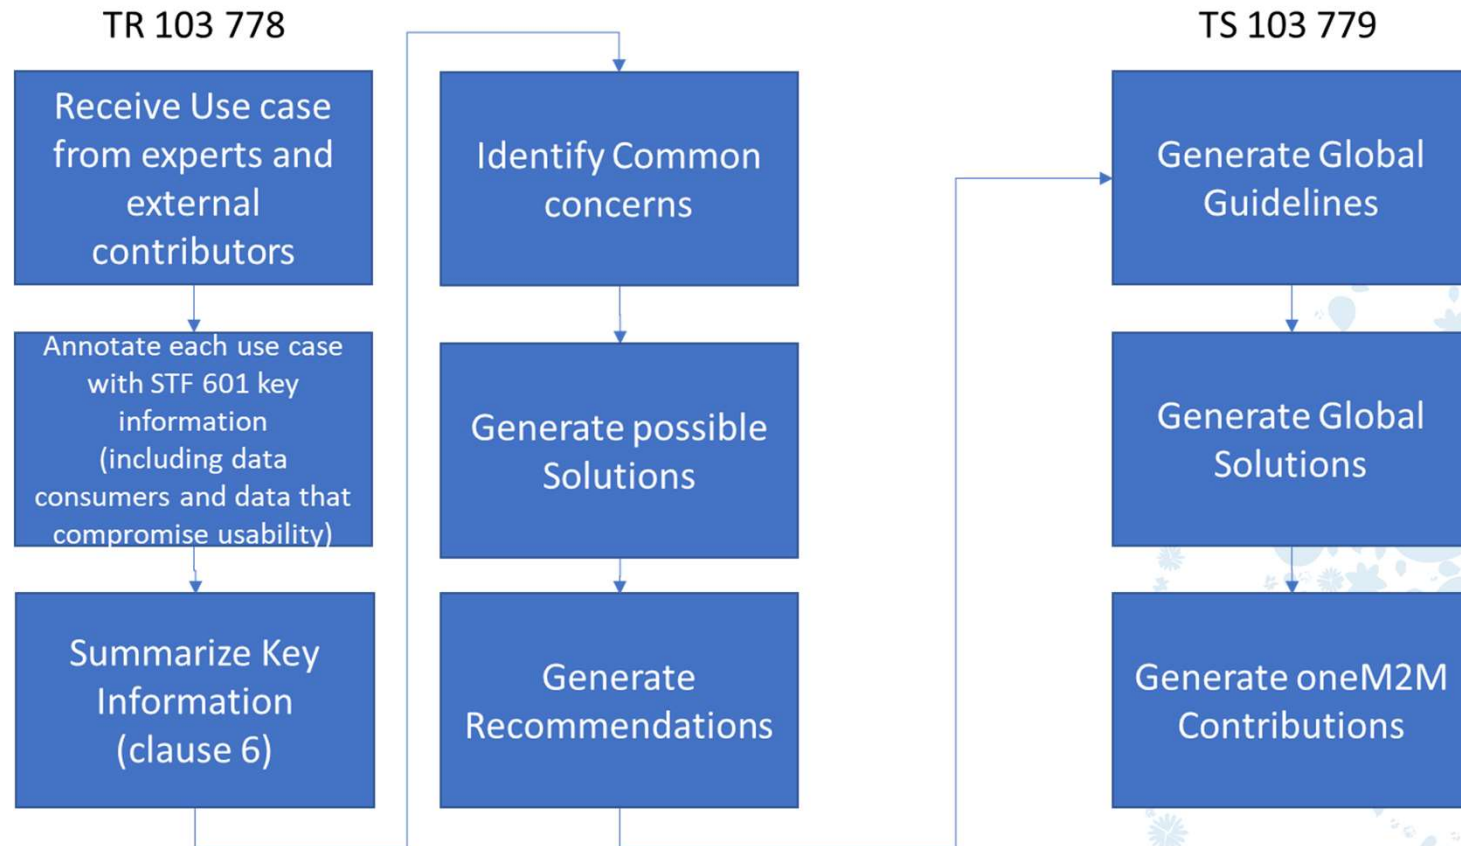 TR 103 778
Receive Use case
from experts and
external
contributors
Annotate each use case
with STF 601 key
information
(including data
consumers and data that
compromise usability)
Summarize Key
Information
(clause 6)
Identify Common
concerns
Generate possible
Solutions
Generate
Recommendations
TS 103 779
Generate Global
Guidelines
Generate Global
Solutions
Generate oneM2M
Contributions